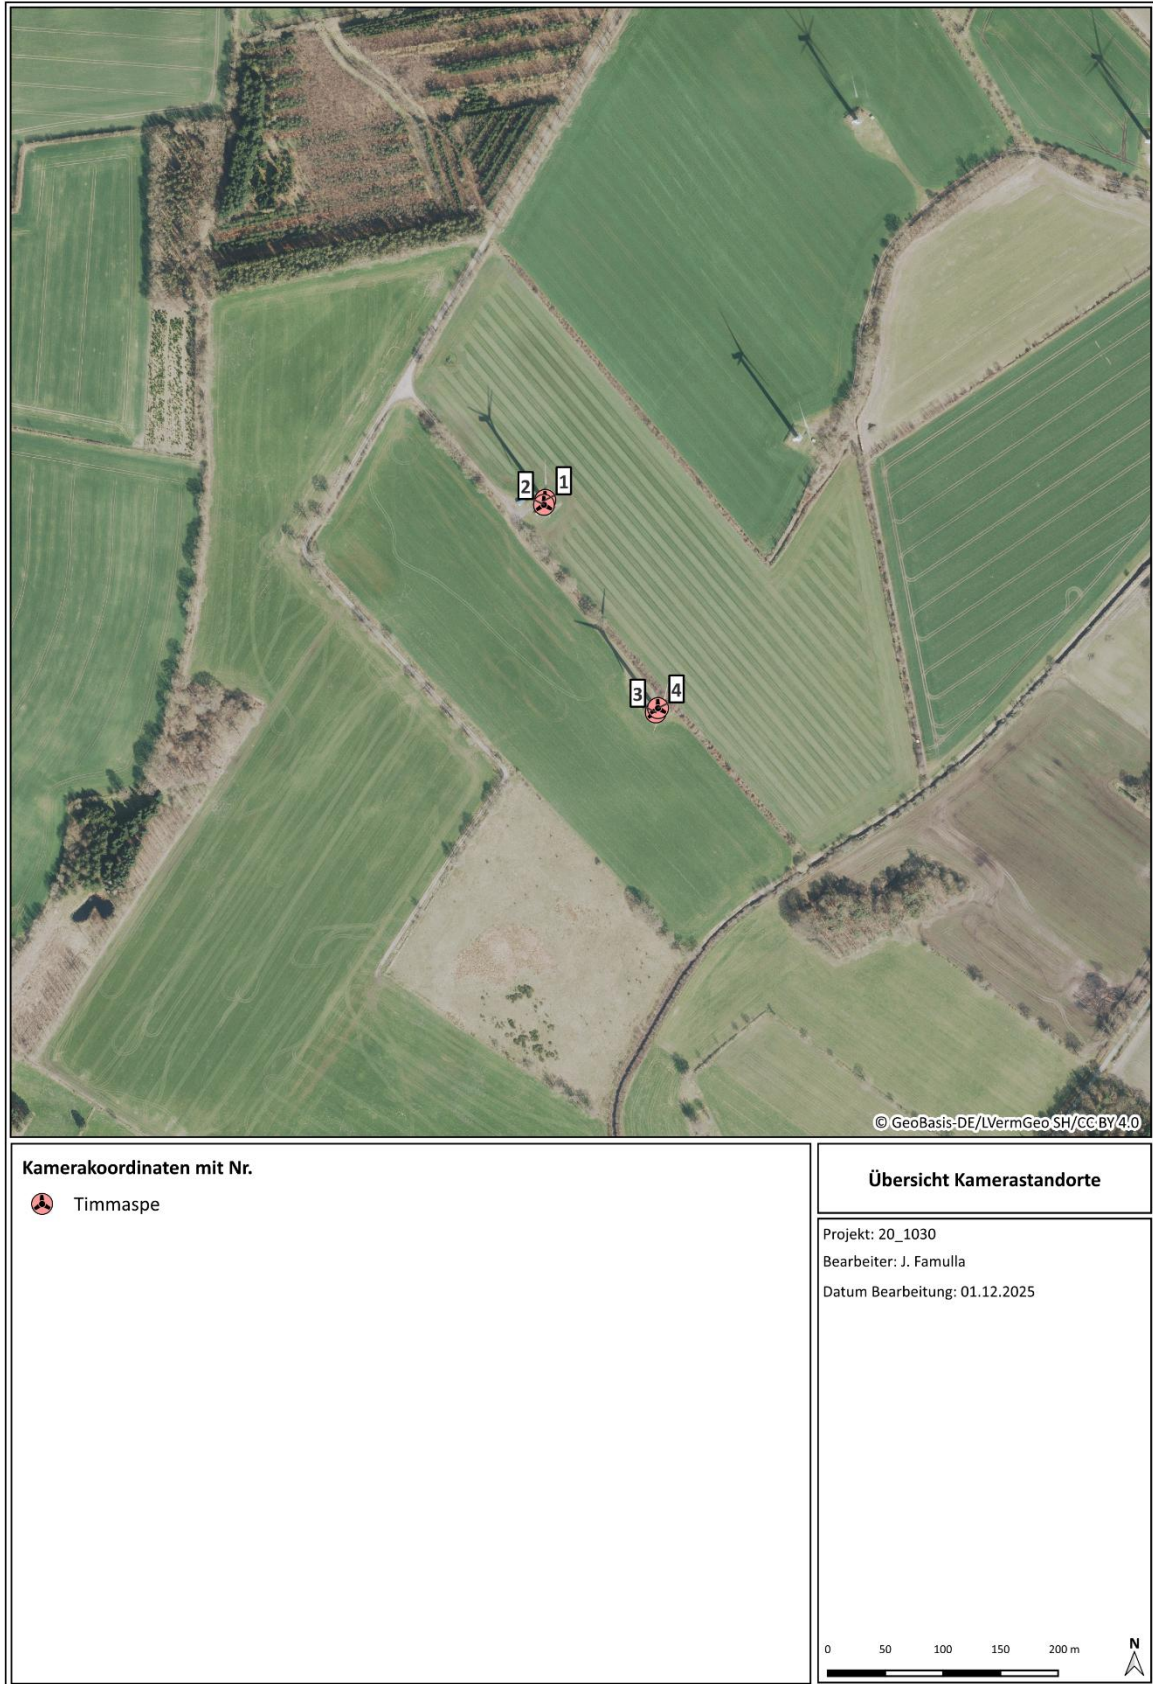 2
1
3
4
© GeoBasis-DE/LVermGeo SH/CC BY 4.0
Kamerakoordinaten mit Nr.
Timmaspe
Übersicht Kamerastandorte
Projekt: 20_1030
Bearbeiter: J. Famulla
Datum Bearbeitung: 01.12.2025
0 50 100 150 200 m
N